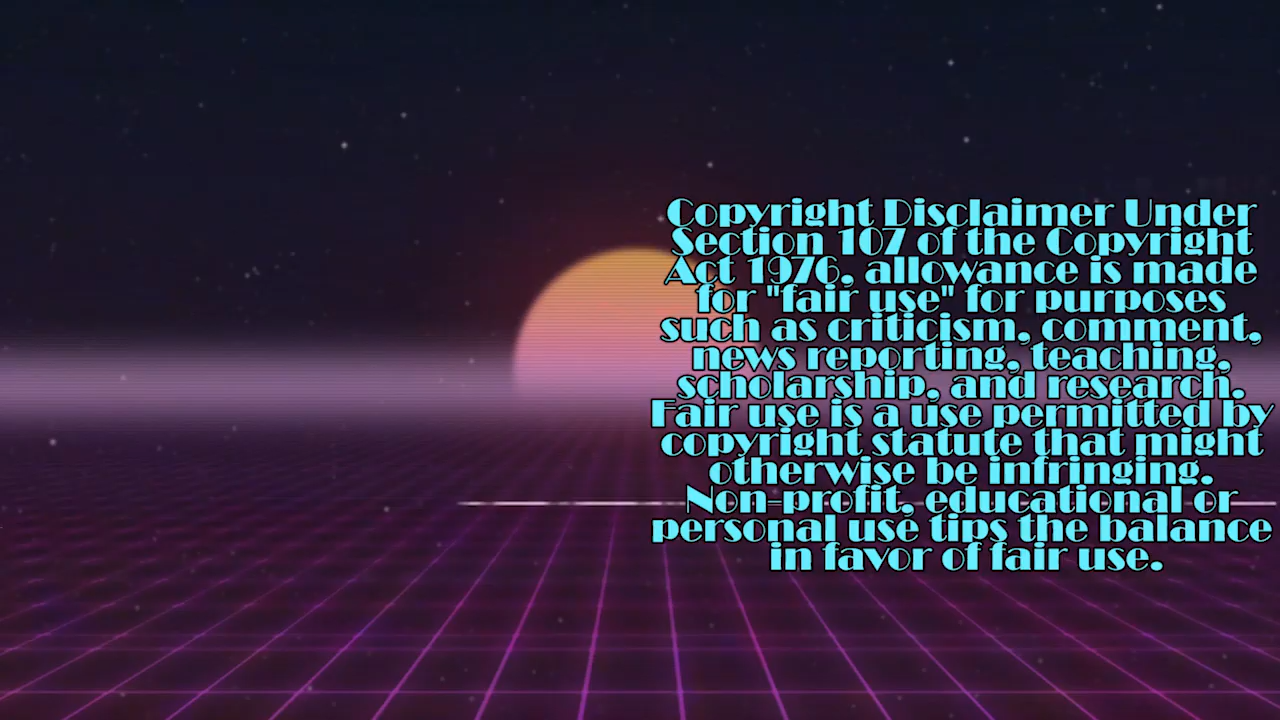 Copyright Disclaimer Under
Section 107 of the Copyright
Act 1976, allowance is made
for "fair use" for purposes
such as criticism, comment,
news reporting, teaching,
scholarship, and research.
Fair use is a use permitted by
copyright statute that might
otherwise be infringing.
Non-profit, educational or
personal use tips the balance
in favor of fair use.